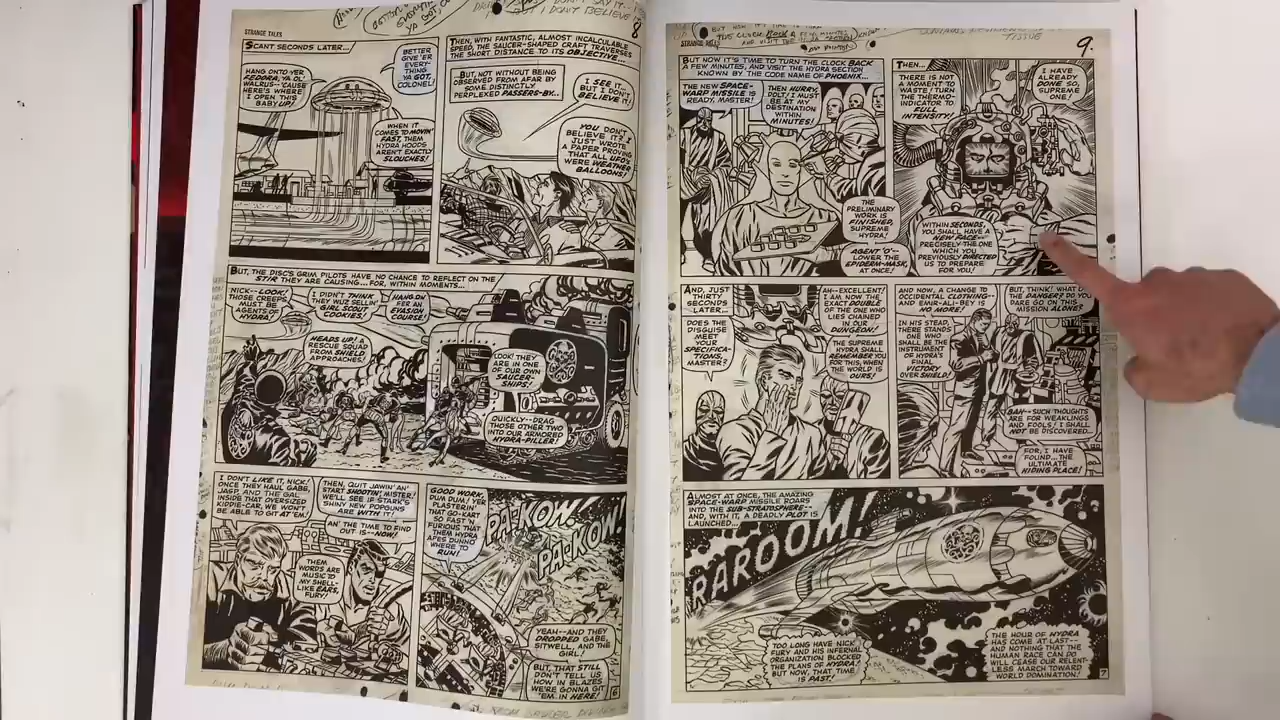 8
STRANGE TALES
SCANT SECONDS LATER...
BETTER
GIVE 'ER
EVERY
THING
YA GOT,
COLONEL!
HANG ONTO YER
FEDORA, YA OL'
WALRUS--'CAUSE
HERE'S WHERE I
OPEN THIS
BABY UP!
WHEN IT
COMES TO MOVIN'
FAST, THEM
HYDRA HOODS
AREN'T EXACTLY
SLOUCHES!
THEN, WITH FANTASTIC, ALMOST INCALCULABLE
SPEED, THE SAUCER-SHAPED CRAFT TRAVERSES
THE SHORT DISTANCE TO ITS OBJECTIVE...
BUT, NOT WITHOUT BEING
OBSERVED FROM AFAR BY
SOME DISTINCTLY
PERPLEXED PASSERS-BY...
I SEE IT...
BUT I DON'T
BELIEVE IT!
YOU DON'T
BELIEVE IT? I
JUST WROTE
A PAPER PROVING
THAT ALL UFO'S
WERE WEATHER
BALLOONS!
BUT, THE DISC'S GRIM PILOTS HAVE NO CHANCE TO REFLECT ON THE
STIR THEY ARE CAUSING... FOR, WITHIN MOMENTS...
NICK--LOOK!
THOSE CREEPS
MUST BE
AGENTS OF
HYDRA!
I DIDN'T THINK
THEY WUZ SELLIN'
GIRL SCOUT
COOKIES!
HANG ON
FER AN
EVASION
COURSE!
HEADS UP! A
RESCUE SQUAD
FROM SHIELD
APPROACHES!
LOOK! THEY
ARE IN ONE
OF OUR OWN
SAUCER-
SHIPS!
QUICKLY--DRAG
THOSE OTHER TWO
INTO OUR ARMORED
HYDRA-PILLER!
I DON'T LIKE IT, NICK!
ONCE THEY HAUL GABE,
JASP, AND THE GAL
INSIDE THAT OVERSIZED
KIDDIE-CAR, WE WON'T
BE ABLE TO GIT AT 'EM!
THEN, QUIT JAWIN' AN'
START SHOOTIN', MISTER!
WE'LL SEE IF STARK'S
SHINY NEW POPGUNS
ARE WITH IT!
AN' THE TIME TO FIND
OUT IS--NOW!
THEM
WORDS ARE
MUSIC TO
MY SHELL-
LIKE EARS,
FURY!
GOOD WORK,
DUM DUM! YER
PLASTERIN'
THAT GO-KART
SO FAST 'N
FURIOUS THAT
THEM HYDRA
APES DUNNO
WHERE TO
RUN!
PA-KOW!
PA-KOW!
YEAH--AND THEY
DROPPED GABE,
SITWELL, AND THE
GIRL!
BUT, THAT STILL
DON'T TELL US
HOW IN BLAZES
WE'RE GONNA GIT
'EM IN HERE!
6
9.
STRANGE TALES
BUT NOW IT'S TIME TO TURN THE CLOCK BACK
A FEW MINUTES, AND VISIT THE HYDRA SECTION
KNOWN BY THE CODE NAME OF PHOENIX...
THE NEW SPACE-
WARP MISSILE IS
READY, MASTER!
THEN HURRY,
DOLT! I MUST
BE AT MY
DESTINATION
WITHIN
MINUTES!
THE
PRELIMINARY
WORK IS
FINISHED,
SUPREME
HYDRA!
AGENT "O"--
LOWER THE
EPIDERM-MASK,
AT ONCE!
THEN...
THERE IS NOT
A MOMENT TO
WASTE! TURN
THE THERMO-
INDICATOR TO
FULL
INTENSITY!
I HAVE
ALREADY
DONE SO,
SUPREME
ONE!
WITHIN SECONDS,
YOU SHALL HAVE A
NEW FACE--
PRECISELY THE ONE
WHICH YOU
PREVIOUSLY DIRECTED
US TO PREPARE
FOR YOU!
AND, JUST
THIRTY
SECONDS
LATER...
DOES THE
DISGUISE
MEET YOUR
SPECIFICA-
TIONS,
MASTER?
AH--EXCELLENT!
I AM NOW THE
EXACT DOUBLE
OF THE ONE WHO
LIES CHAINED
IN OUR
DUNGEON!
THE SUPREME
HYDRA SHALL
REMEMBER YOU
FOR THIS, WHEN
THE WORLD IS
OURS!
AND NOW, A CHANGE TO
OCCIDENTAL CLOTHING--
AND EMIR-ALI-BEY IS
NO MORE!
IN HIS STEAD,
THERE STANDS
ONE WHO
SHALL BE THE
INSTRUMENT
OF HYDRA'S
FINAL
VICTORY
OVER SHIELD!
BUT, THINK! WHAT OF
THE DANGER? DO YOU
DARE GO ON THIS
MISSION ALONE?
BAH--SUCH THOUGHTS
ARE FOR WEAKLINGS
AND FOOLS! I SHALL
NOT BE DISCOVERED...
FOR, I HAVE
FOUND... THE
ULTIMATE
HIDING PLACE!
ALMOST AT ONCE, THE AMAZING
SPACE-WARP MISSILE ROARS
INTO THE SUB-STRATOSPHERE--
AND, WITH IT, A DEADLY PLOT IS
LAUNCHED...
RAROOM!
TOO LONG HAVE NICK
FURY AND HIS INFERNAL
ORGANIZATION BLOCKED
THE PLANS OF HYDRA!
BUT NOW, THAT TIME
IS PAST!
THE HOUR OF HYDRA
HAS COME AT LAST--
AND NOTHING THAT THE
HUMAN RACE CAN DO
WILL CEASE OUR RELENT-
LESS MARCH TOWARD
WORLD DOMINATION!
7